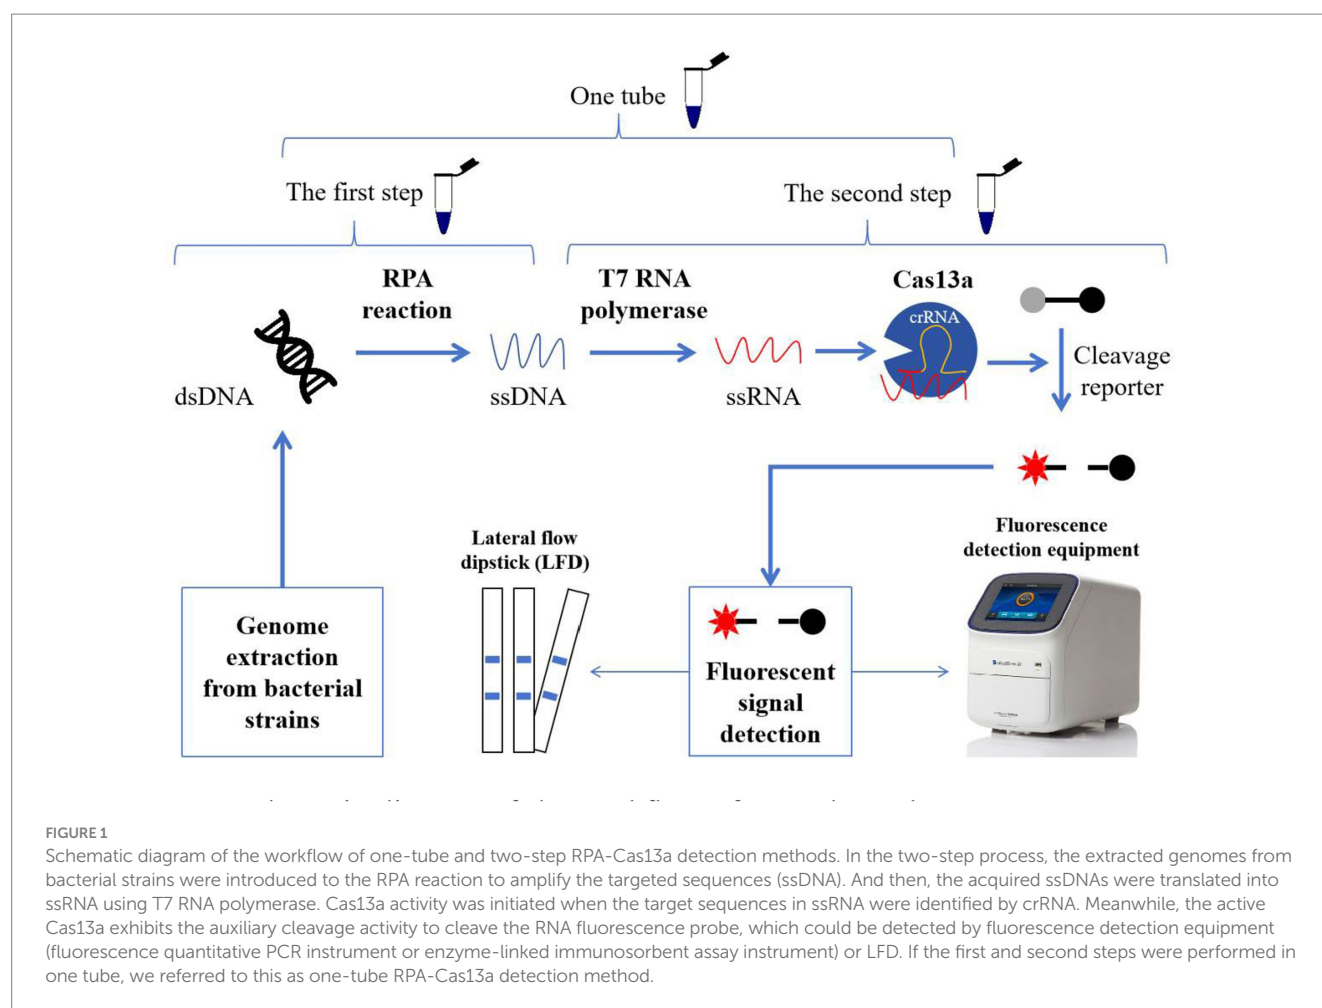 One tube
The first step
The second step
RPA
reaction
T7 RNA
polymerase
Cas13a
crRNA
dsDNA
ssDNA
ssRNA
Cleavage
reporter
Lateral flow
dipstick (LFD)
Fluorescence
detection equipment
Genome
extraction
from bacterial
strains
Fluorescent
signal
detection
FIGURE 1
Schematic diagram of the workflow of one-tube and two-step RPA-Cas13a detection methods. In the two-step process, the extracted genomes from
bacterial strains were introduced to the RPA reaction to amplify the targeted sequences (ssDNA). And then, the acquired ssDNAs were translated into
ssRNA using T7 RNA polymerase. Cas13a activity was initiated when the target sequences in ssRNA were identified by crRNA. Meanwhile, the active
Cas13a exhibits the auxiliary cleavage activity to cleave the RNA fluorescence probe, which could be detected by fluorescence detection equipment
(fluorescence quantitative PCR instrument or enzyme-linked immunosorbent assay instrument) or LFD. If the first and second steps were performed in
one tube, we referred to this as one-tube RPA-Cas13a detection method.